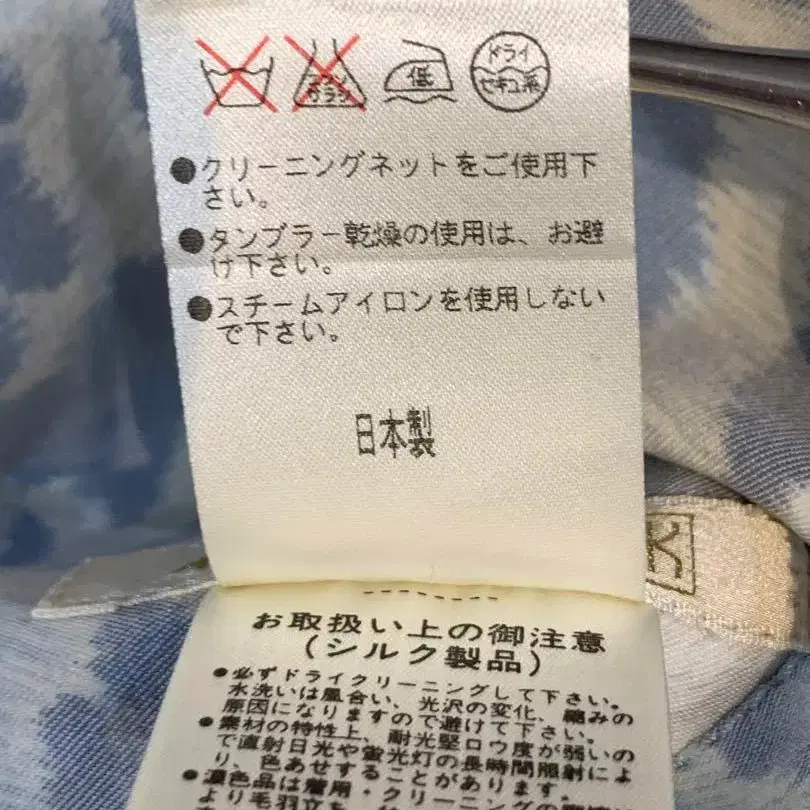 エンソ
サラシ
低
ドライ
セキユ系
●クリーニングネットをご使用下
さい。
●タンブラー乾燥の使用は、お避
け下さい。
●スチームアイロンを使用しない
で下さい。
日本製
K
お取扱い上の御注意
(シルク製品)
●必ずドライクリーニングして下さい。
水洗いは風合い、光沢の変化、縮みの
原因になりますので避けて下さい。
●素材の特性上、耐光堅ロウ度が弱いの
で直射日光や蛍光灯の長時間照射によ
り、色あせすることがあります。
●濃色品は着用・クリーニングの
より毛羽立ち